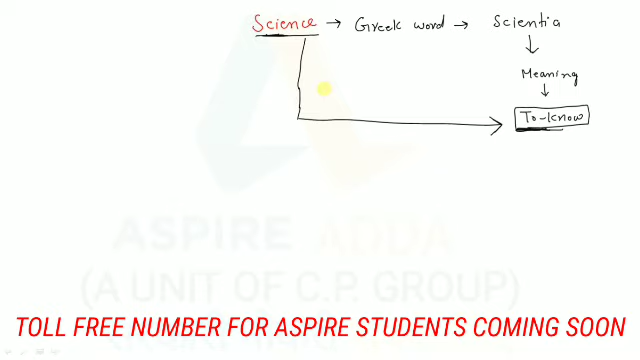 Science → Greek word → Scientia
Meaning
To-know
ASPIRE ADDA
(A UNIT OF C.P. GROUP)
TOLL FREE NUMBER FOR ASPIRE STUDENTS COMING SOON